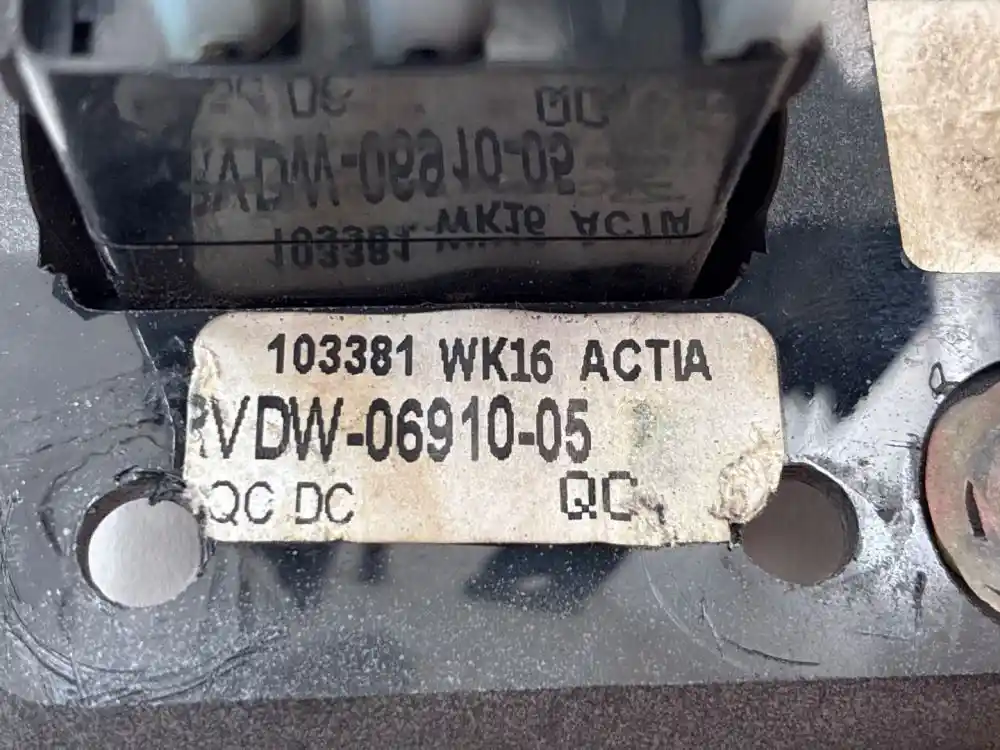 103381 WK16 ACTIA
RVDW-06910-05
QC DC QC